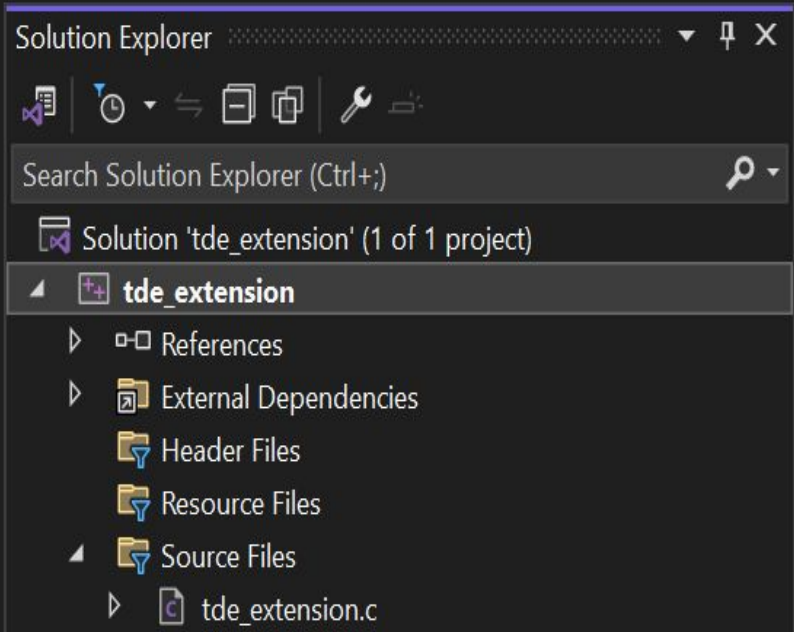 Solution Explorer
Search Solution Explorer (Ctrl+;)
Solution 'tde_extension' (1 of 1 project)
tde_extension
References
External Dependencies
Header Files
Resource Files
Source Files
tde_extension.c